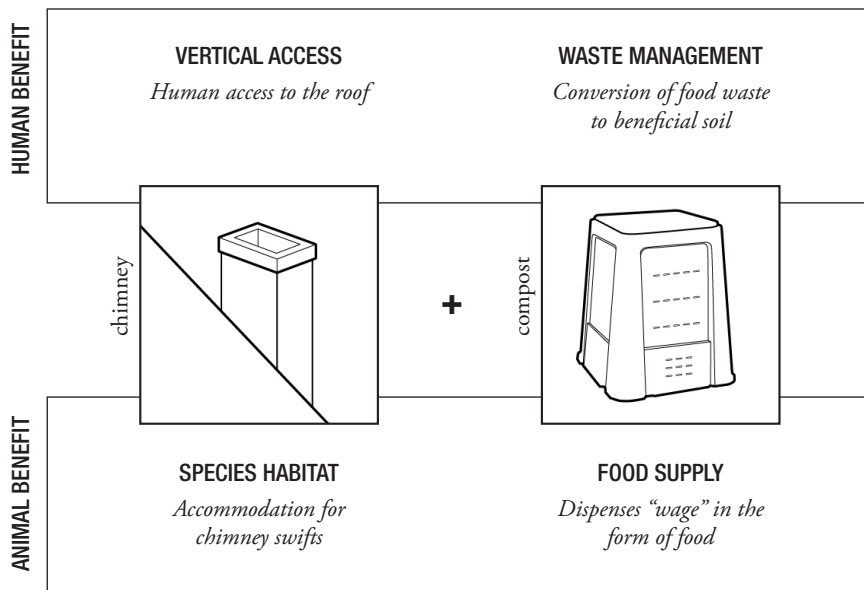 HUMAN BENEFIT
VERTICAL ACCESS
Human access to the roof
WASTE MANAGEMENT
Conversion of food waste
to beneficial soil
chimney
+
compost
ANIMAL BENEFIT
SPECIES HABITAT
Accommodation for
chimney swifts
FOOD SUPPLY
Dispenses “wage” in the
form of food